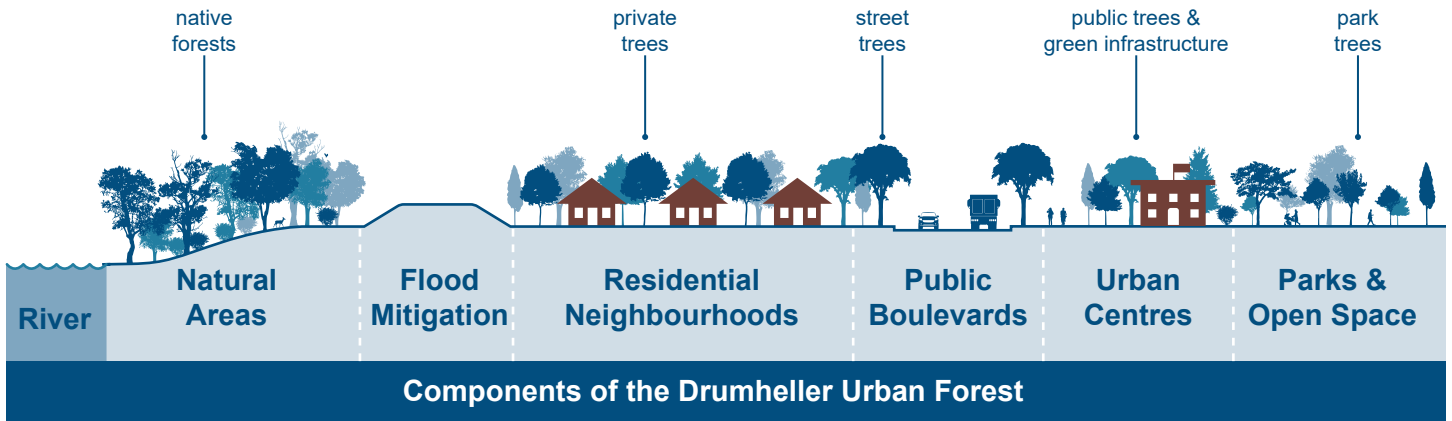 native
forests
private
trees
street
trees
public trees &
green infrastructure
park
trees
River
Natural
Areas
Flood
Mitigation
Residential
Neighbourhoods
Public
Boulevards
Urban
Centres
Parks &
Open Space
Components of the Drumheller Urban Forest